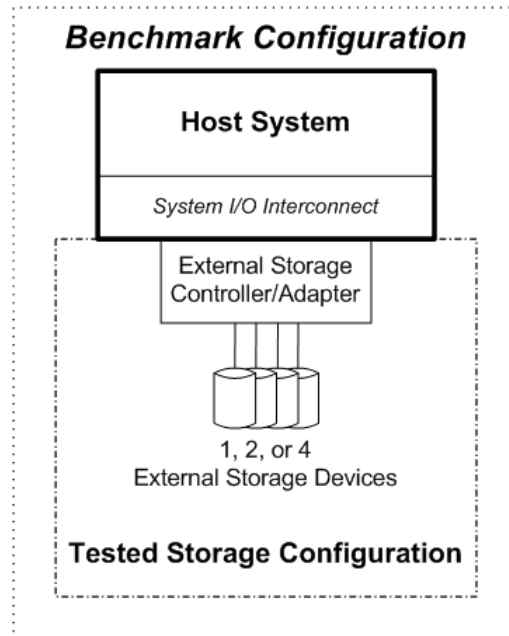 Benchmark Configuration
Host System
System I/O Interconnect
External Storage
Controller/Adapter
1, 2, or 4
External Storage Devices
Tested Storage Configuration